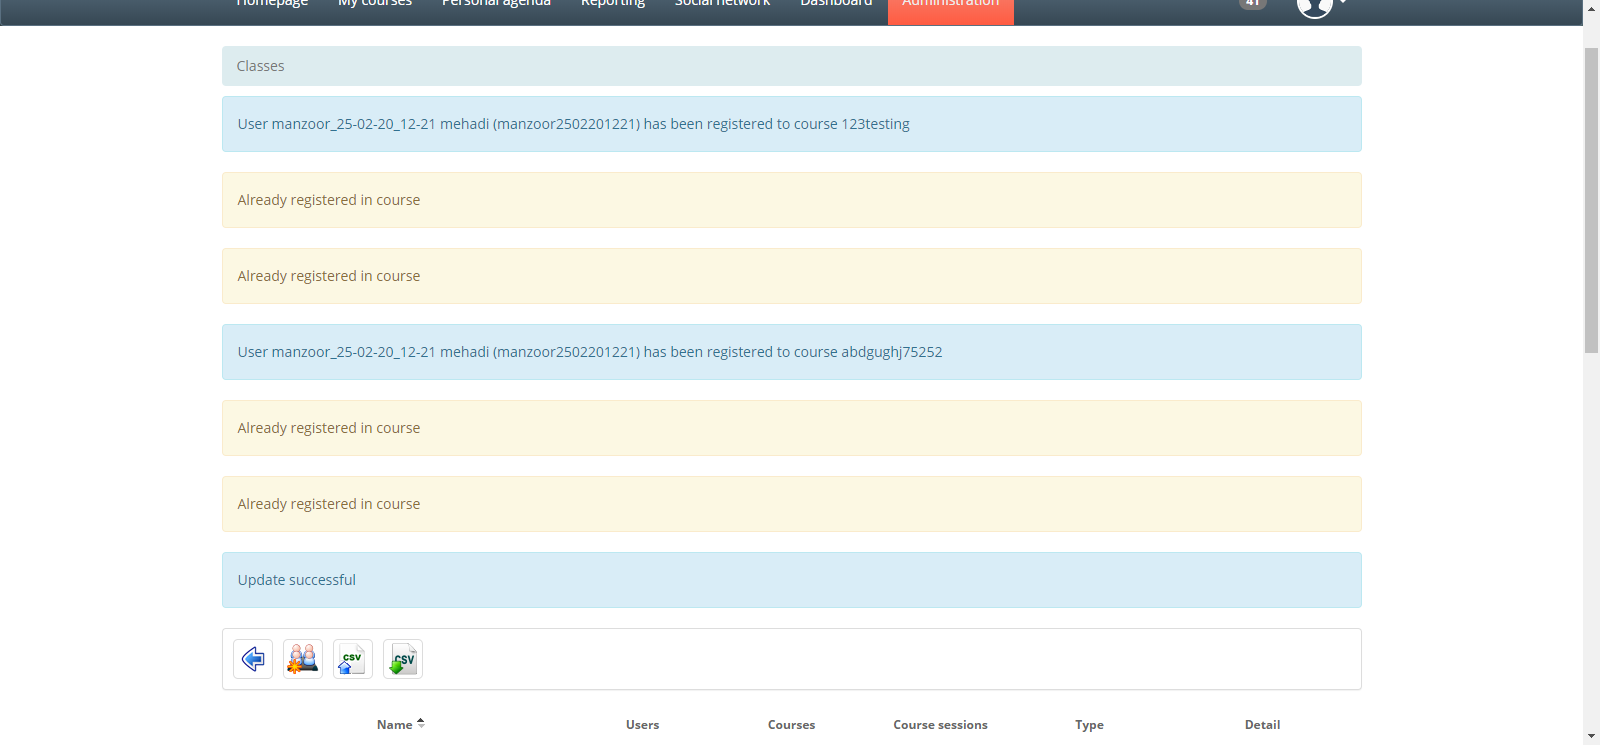 Homepage My courses Personal agenda Reporting Social network Dashboard Administration 41
Classes
User manzoor_25-02-20_12-21 mehadi (manzoor2502201221) has been registered to course 123testing
Already registered in course
Already registered in course
User manzoor_25-02-20_12-21 mehadi (manzoor2502201221) has been registered to course abdgughj75252
Already registered in course
Already registered in course
Update successful
CSV CSV
Name Users Courses Course sessions Type Detail